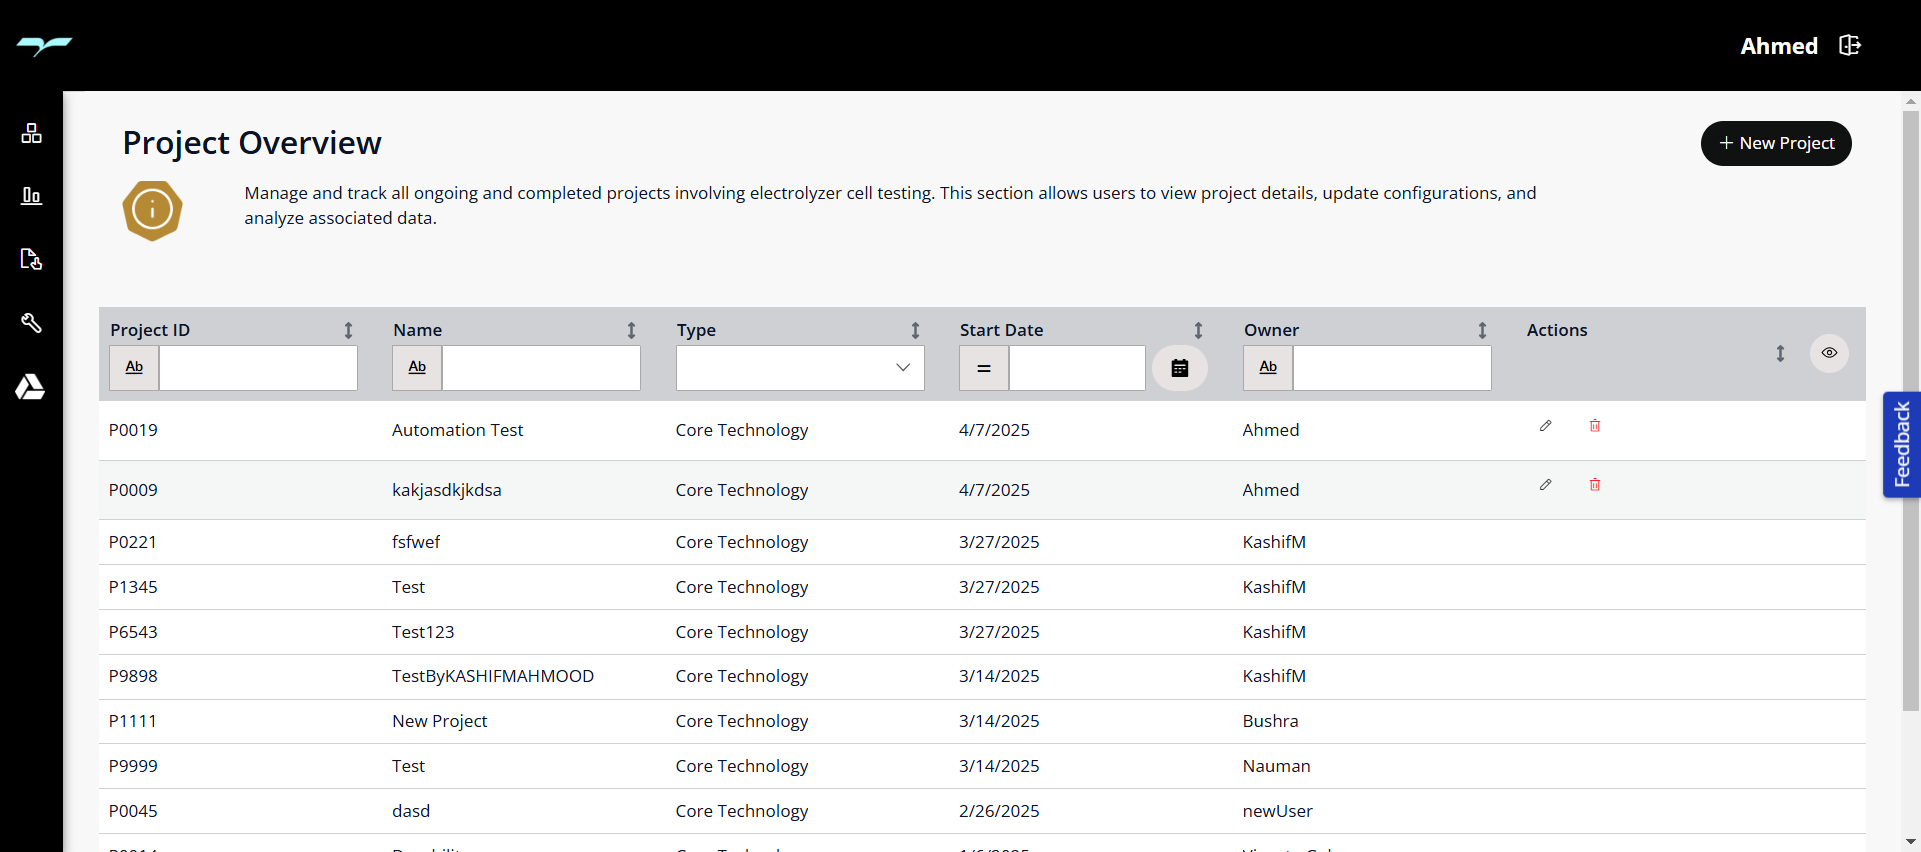 Ahmed
Project Overview
+ New Project
Manage and track all ongoing and completed projects involving electrolyzer cell testing. This section allows users to view project details, update configurations, and
analyze associated data.
Project ID Name Type Start Date Owner Actions
Ab Ab = Ab
P0019 Automation Test Core Technology 4/7/2025 Ahmed
P0009 kakjasdkjkdsa Core Technology 4/7/2025 Ahmed
P0221 fsfwef Core Technology 3/27/2025 KashifM
P1345 Test Core Technology 3/27/2025 KashifM
P6543 Test123 Core Technology 3/27/2025 KashifM
P9898 TestByKASHIFMAHMOOD Core Technology 3/14/2025 KashifM
P1111 New Project Core Technology 3/14/2025 Bushra
P9999 Test Core Technology 3/14/2025 Nauman
P0045 dasd Core Technology 2/26/2025 newUser
Feedback